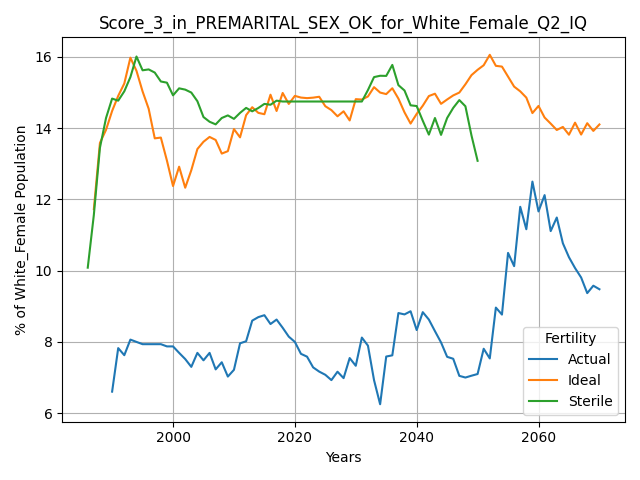 Score_3_in_PREMARITAL_SEX_OK_for_White_Female_Q2_IQ
% of White_Female Population
16
14
12
10
8
6
2000 2020 2040 2060
Years
Fertility
Actual
Ideal
Sterile